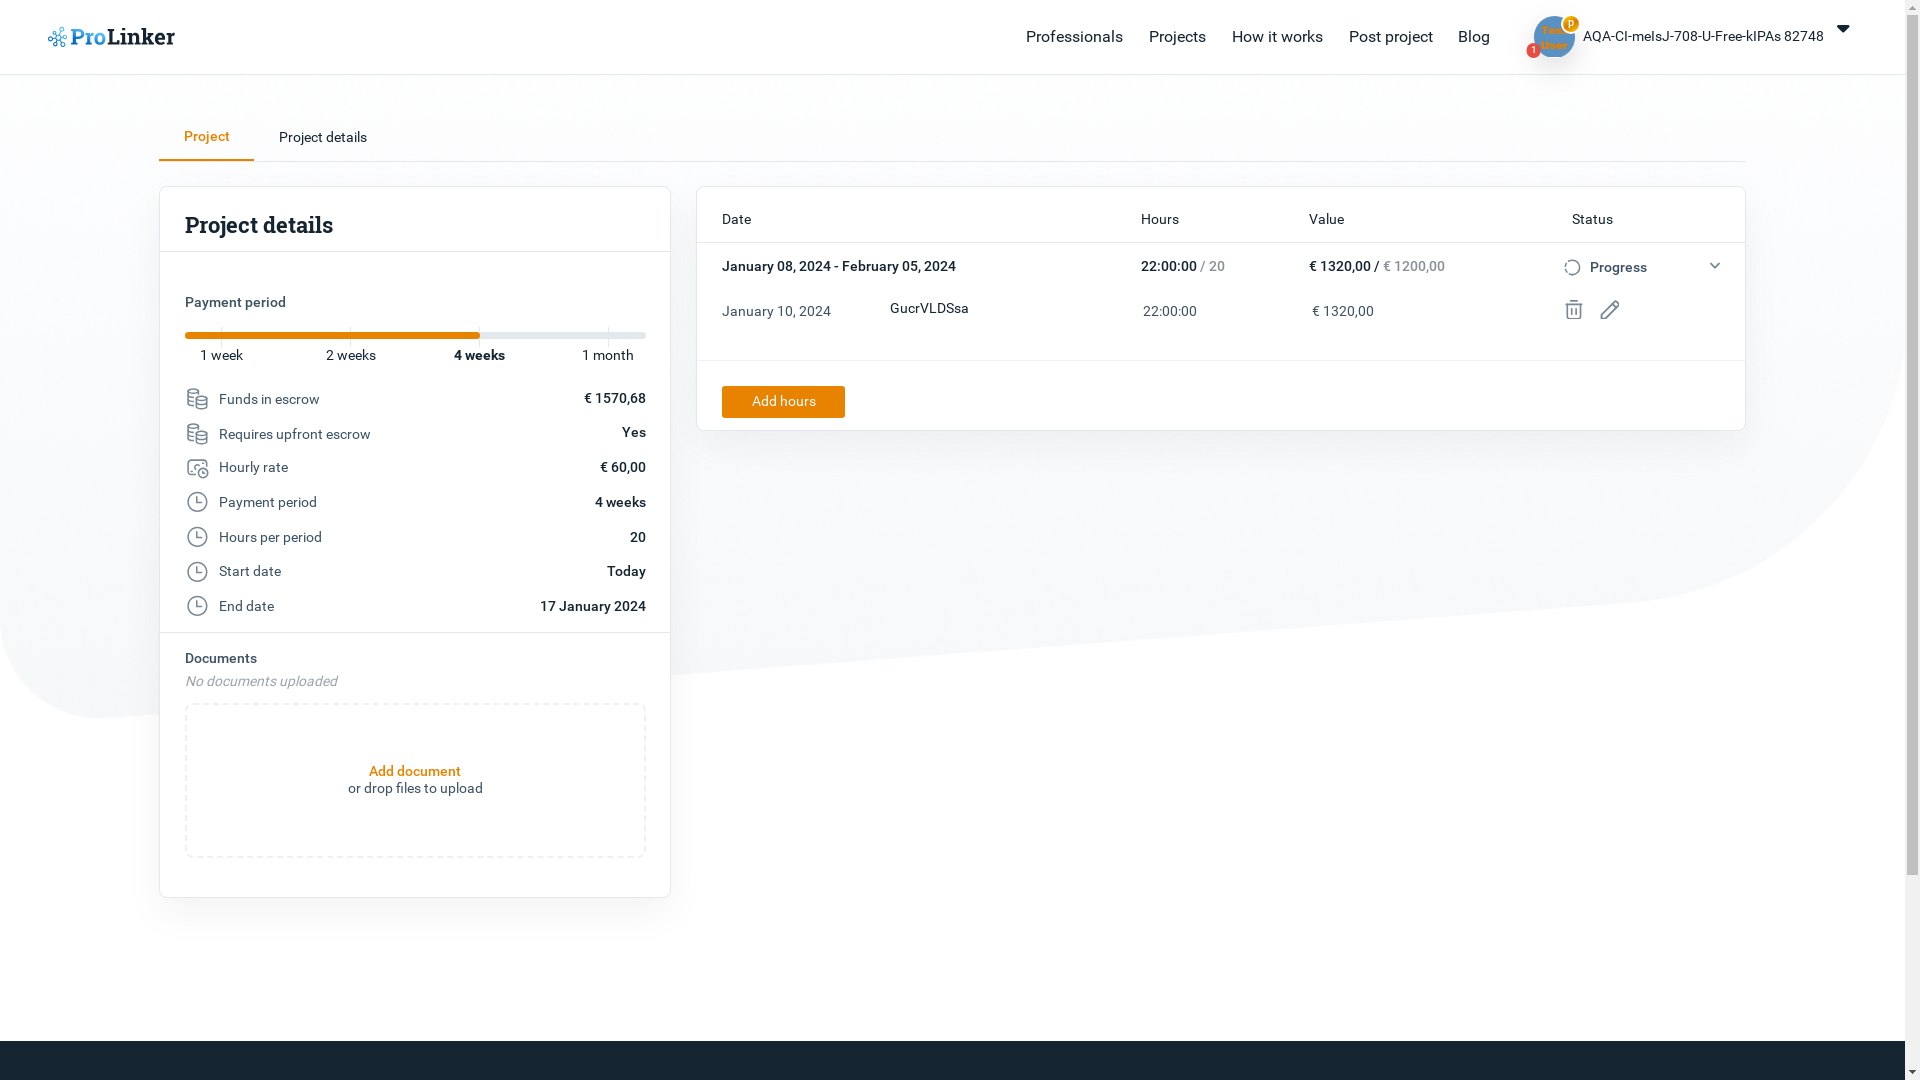 ProLinker
Professionals
Projects
How it works
Post project
Blog
Test
User
p
1
AQA-CI-meIsJ-708-U-Free-kIPAs 82748
Project
Project details
Project details
Payment period
1 week
2 weeks
4 weeks
1 month
Funds in escrow € 1570,68
Requires upfront escrow Yes
Hourly rate € 60,00
Payment period 4 weeks
Hours per period 20
Start date Today
End date 17 January 2024
Documents
No documents uploaded
Add document
or drop files to upload
Date Hours Value Status
January 08, 2024 - February 05, 2024 22:00:00 / 20 € 1320,00 / € 1200,00 Progress
January 10, 2024 GucrVLDSsa 22:00:00 € 1320,00
Add hours